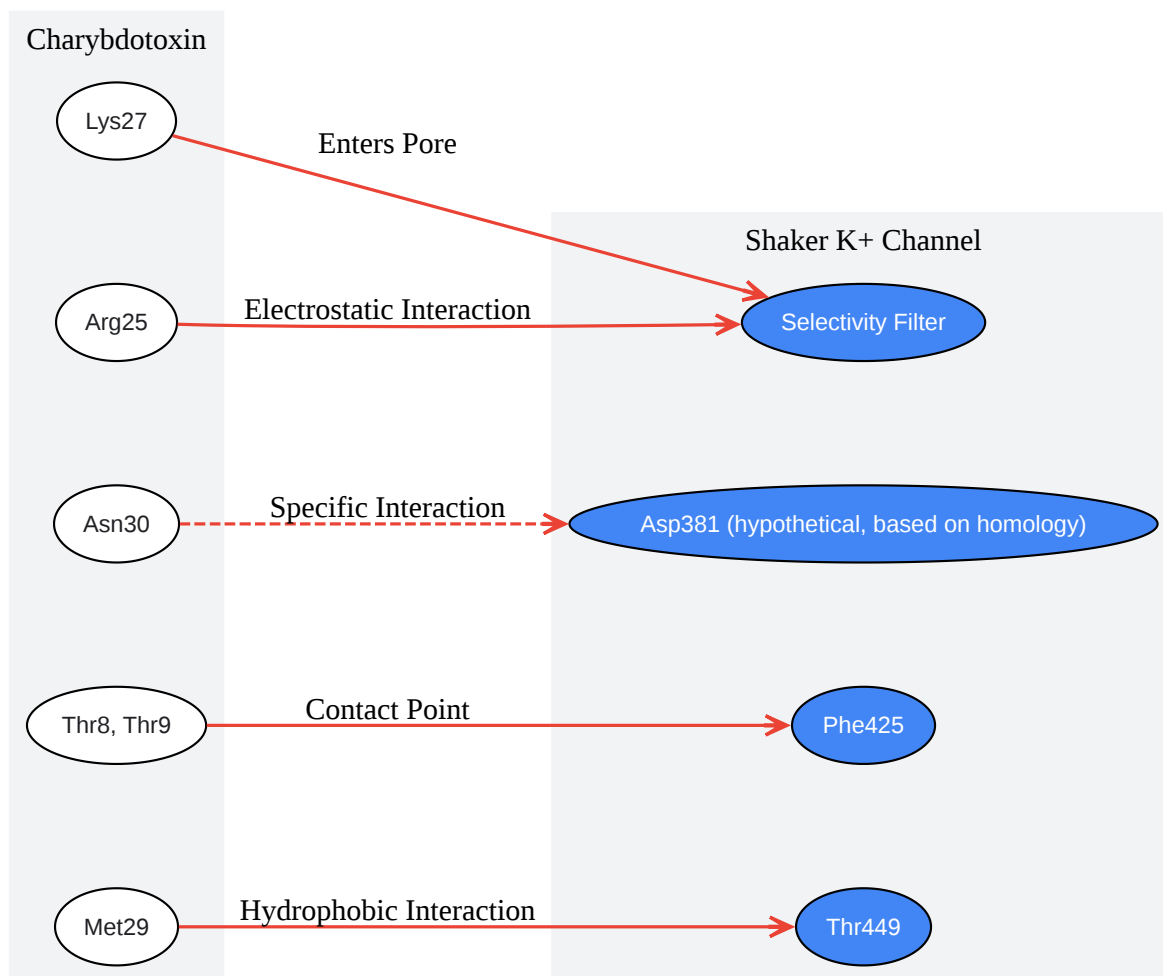 Charybdotoxin
Lys27
Enters Pore
Shaker K+ Channel
Arg25
Electrostatic Interaction
Selectivity Filter
Asn30
Specific Interaction
Asp381 (hypothetical, based on homology)
Thr8, Thr9
Contact Point
Phe425
Met29
Hydrophobic Interaction
Thr449